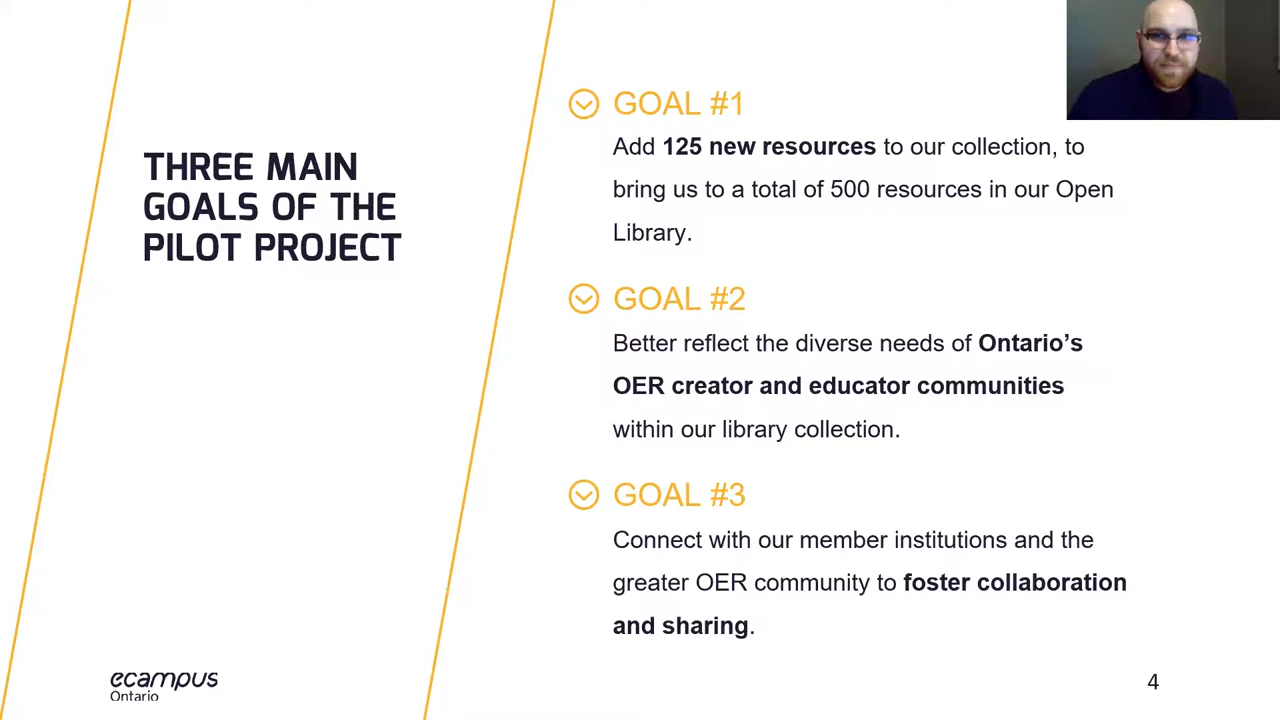 THREE MAIN
GOALS OF THE
PILOT PROJECT
GOAL #1
Add 125 new resources to our collection, to
bring us to a total of 500 resources in our Open
Library.
GOAL #2
Better reflect the diverse needs of Ontario’s
OER creator and educator communities
within our library collection.
GOAL #3
Connect with our member institutions and the
greater OER community to foster collaboration
and sharing.
ecampus
Ontario
4